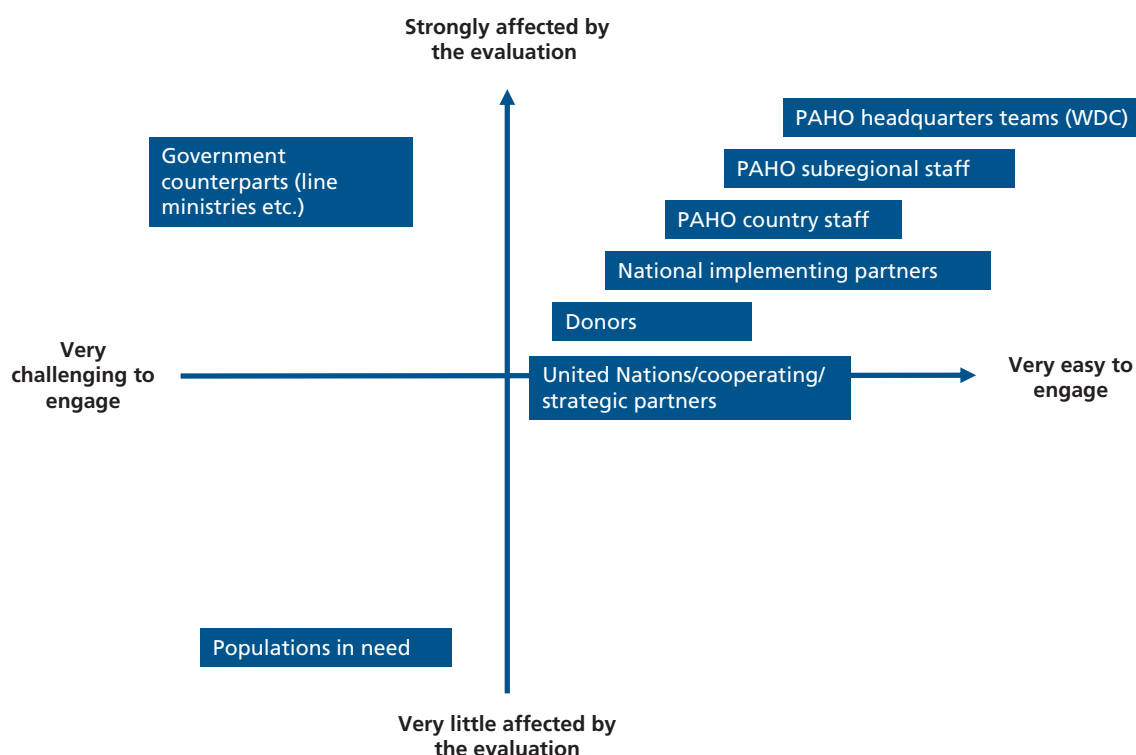 Strongly affected by
the evaluation
PAHO headquarters teams (WDC)
Government
counterparts (line
ministries etc.)
PAHO subregional staff
PAHO country staff
National implementing partners
Donors
Very
challenging to
engage
United Nations/cooperating/
strategic partners
Very easy to
engage
Populations in need
Very little affected by
the evaluation